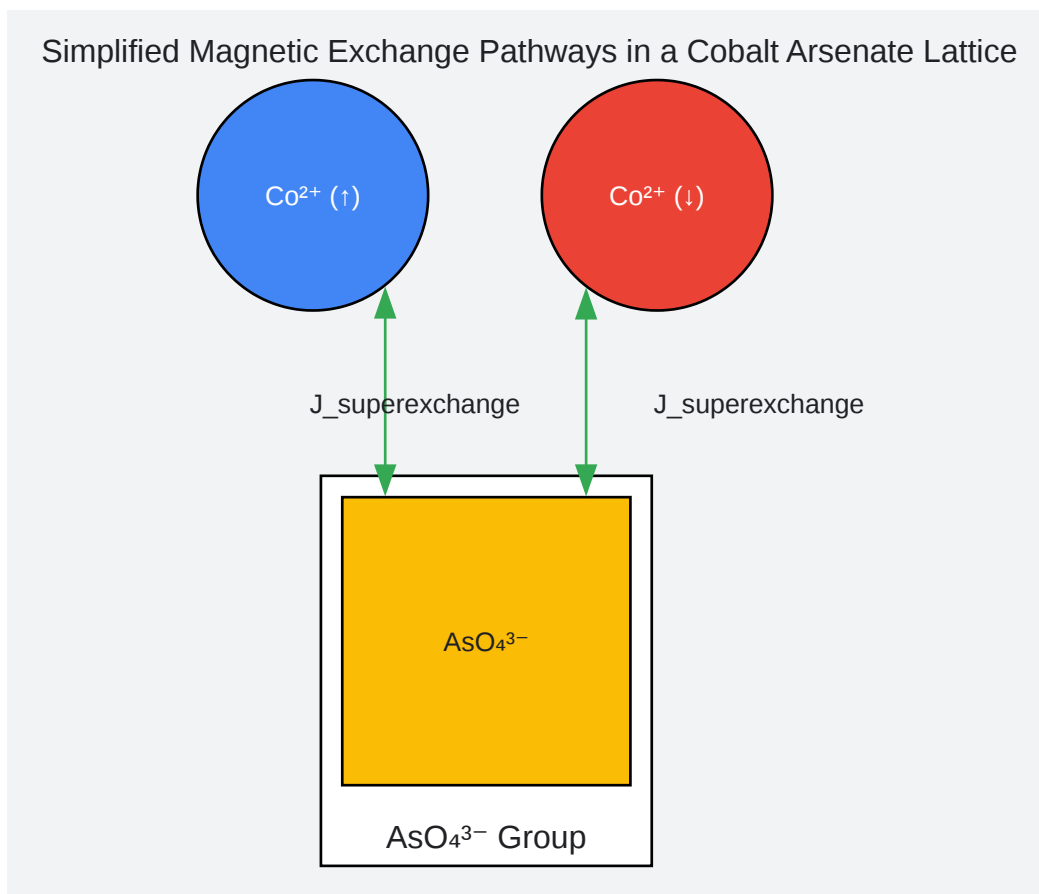 Simplified Magnetic Exchange Pathways in a Cobalt Arsenate Lattice
Co²⁺ (↑)
Co²⁺ (↓)
J_superexchange
J_superexchange
AsO₄³⁻
AsO₄³⁻ Group